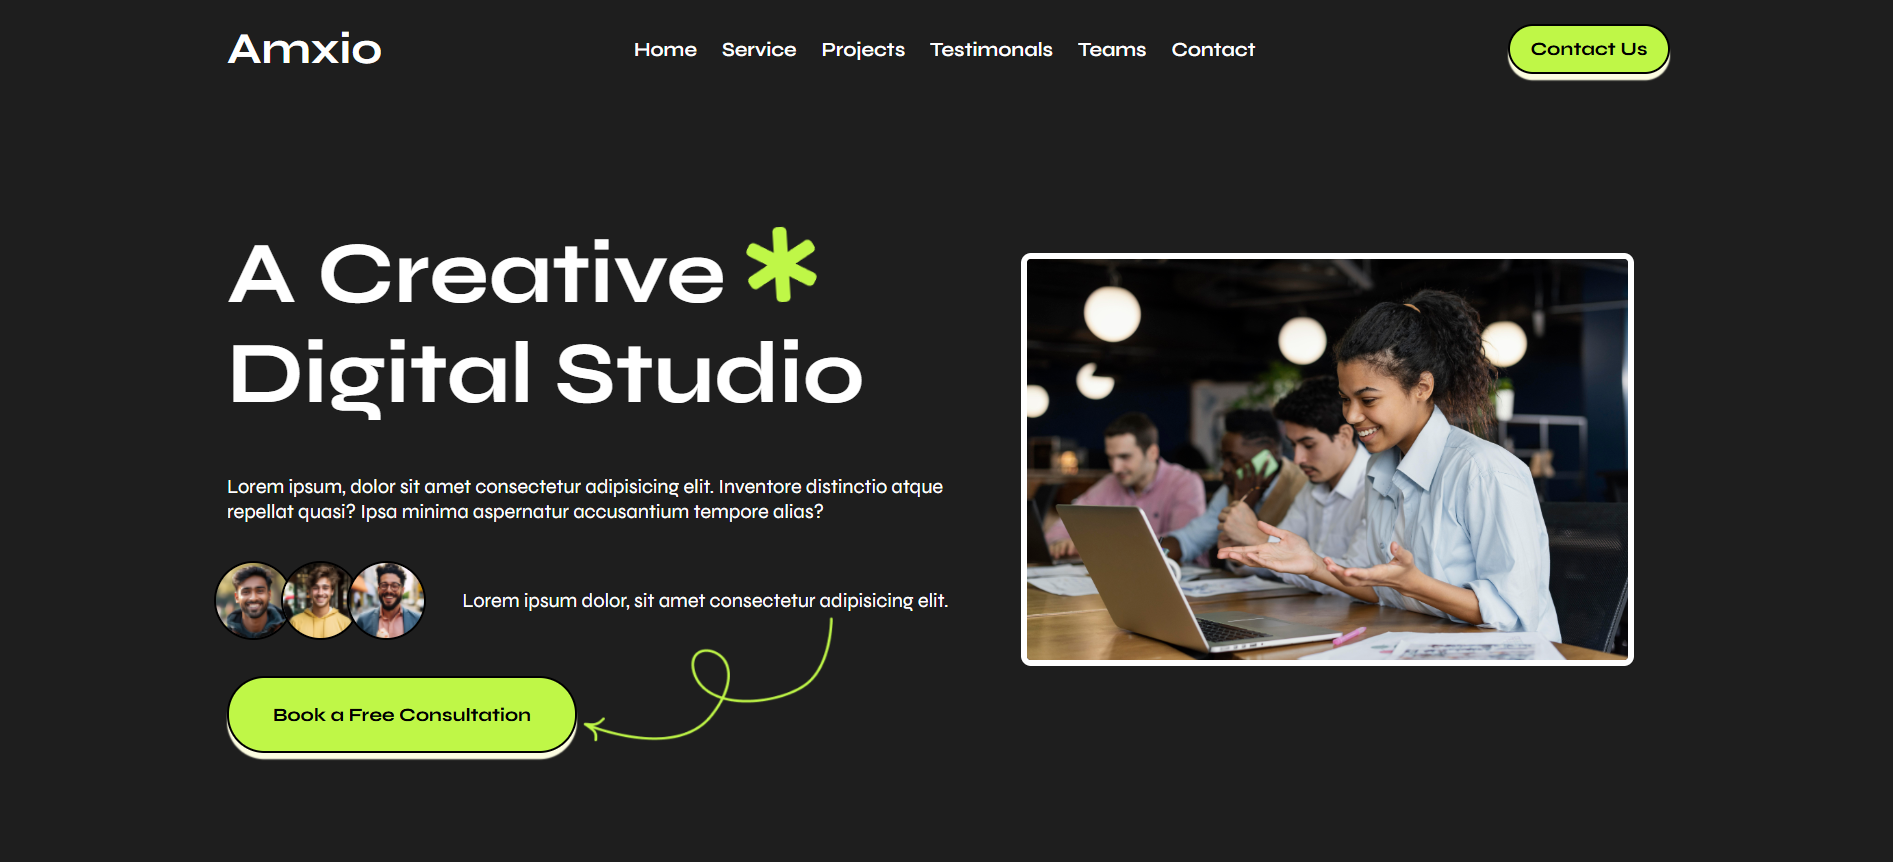 Amxio
Home Service Projects Testimonals Teams Contact
Contact Us
A Creative
Digital Studio
Lorem ipsum, dolor sit amet consectetur adipisicing elit. Inventore distinctio atque
repellat quasi? Ipsa minima aspernatur accusantium tempore alias?
Lorem ipsum dolor, sit amet consectetur adipisicing elit.
Book a Free Consultation